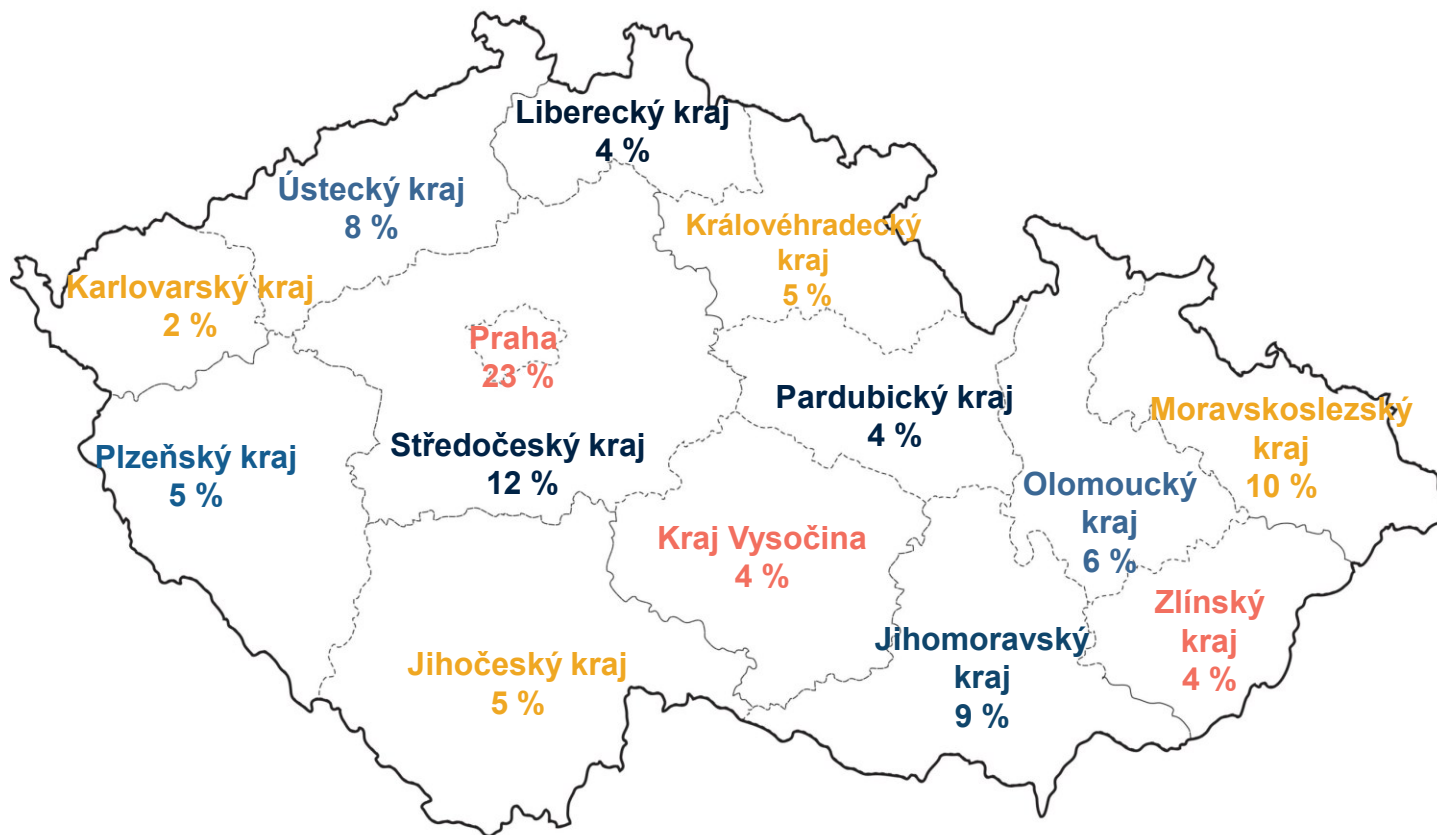 Liberecký kraj
4 %
Ústecký kraj
8 %
Královéhradecký
kraj
5 %
Karlovarský kraj
2 %
Praha
23 %
Pardubický kraj
4 %
Moravskoslezský
kraj
10 %
Středočeský kraj
12 %
Plzeňský kraj
5 %
Olomoucký
kraj
6 %
Kraj Vysočina
4 %
Zlínský
kraj
4 %
Jihomoravský
kraj
9 %
Jihočeský kraj
5 %